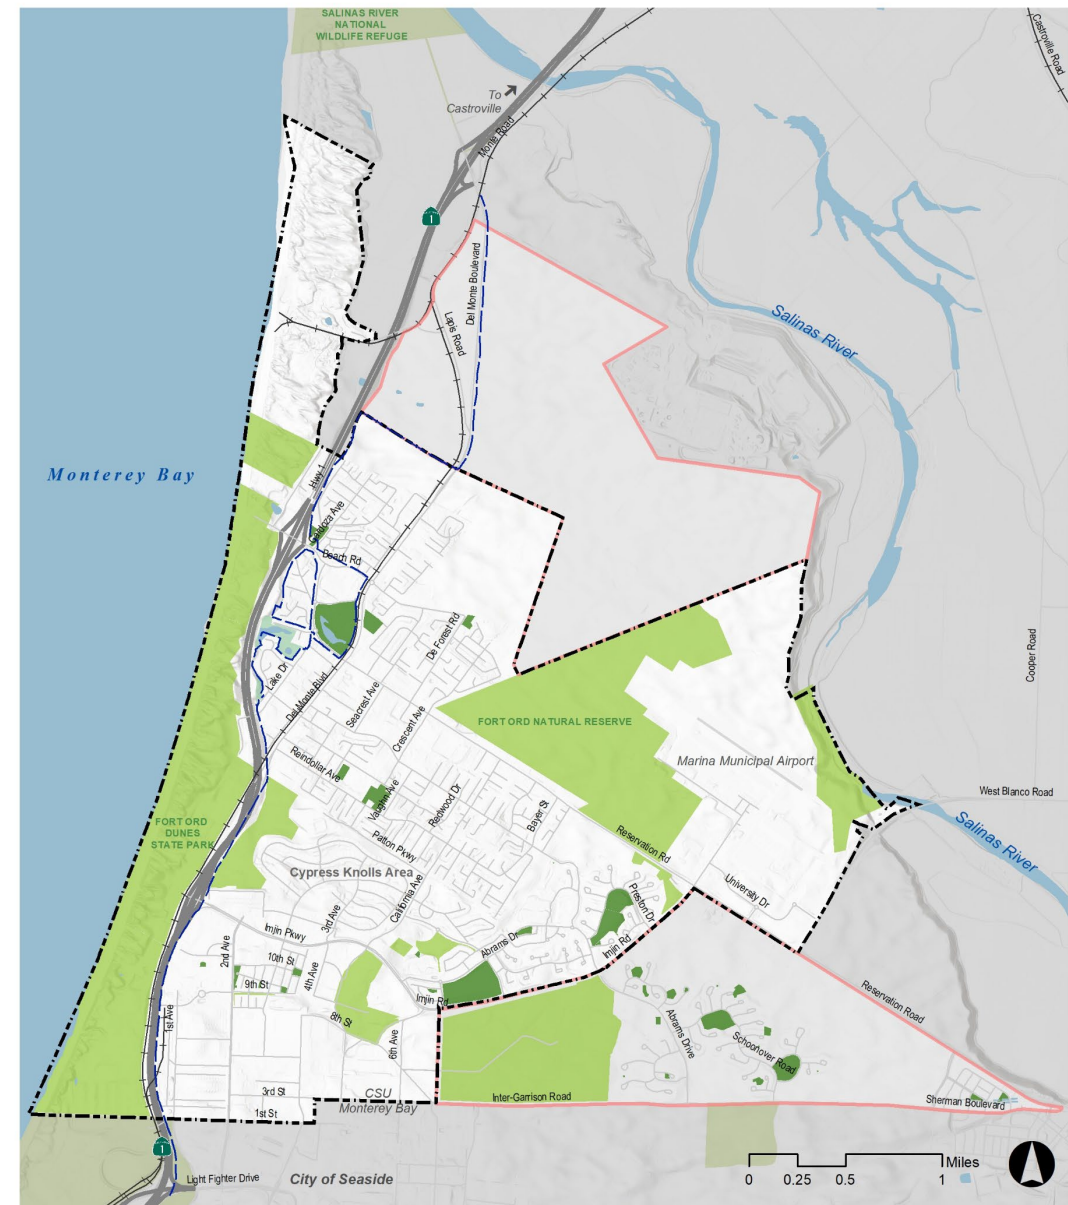 SALINAS RIVER
NATIONAL
WILDLIFE REFUGE
Castroville Road
To
Castroville
Monte Road
1
Del Monte Boulevard
Lapis Road
Salinas River
Monterey Bay
Hwy 1
Cardoza Ave
Beach Rd
De Forest Rd
Cooper Road
Lake Dr
Del Monte Blvd
Seacrest Ave
Crescent Ave
FORT ORD NATURAL RESERVE
Marina Municipal Airport
Reindollar Ave
Vaughn Ave
Redwood Dr
Bayer St
West Blanco Road
Salinas River
FORT ORD
DUNES
STATE PARK
Patton Pkwy
Reservation Rd
Cypress Knolls Area
California Ave
University Dr
Preston Dr
3rd Ave
Imjin Pkwy
Abrams Dr
Imjin Rd
2nd Ave
10th St
9th St
4th Ave
Imjin Rd
8th St
1st Ave
6th Ave
Reservation Road
Abrams Drive
Schoonover Road
3rd St
CSU
Monterey Bay
1st St
Inter-Garrison Road
Sherman Boulevard
1
Light Fighter Drive
City of Seaside
Miles
0 0.25 0.5 1